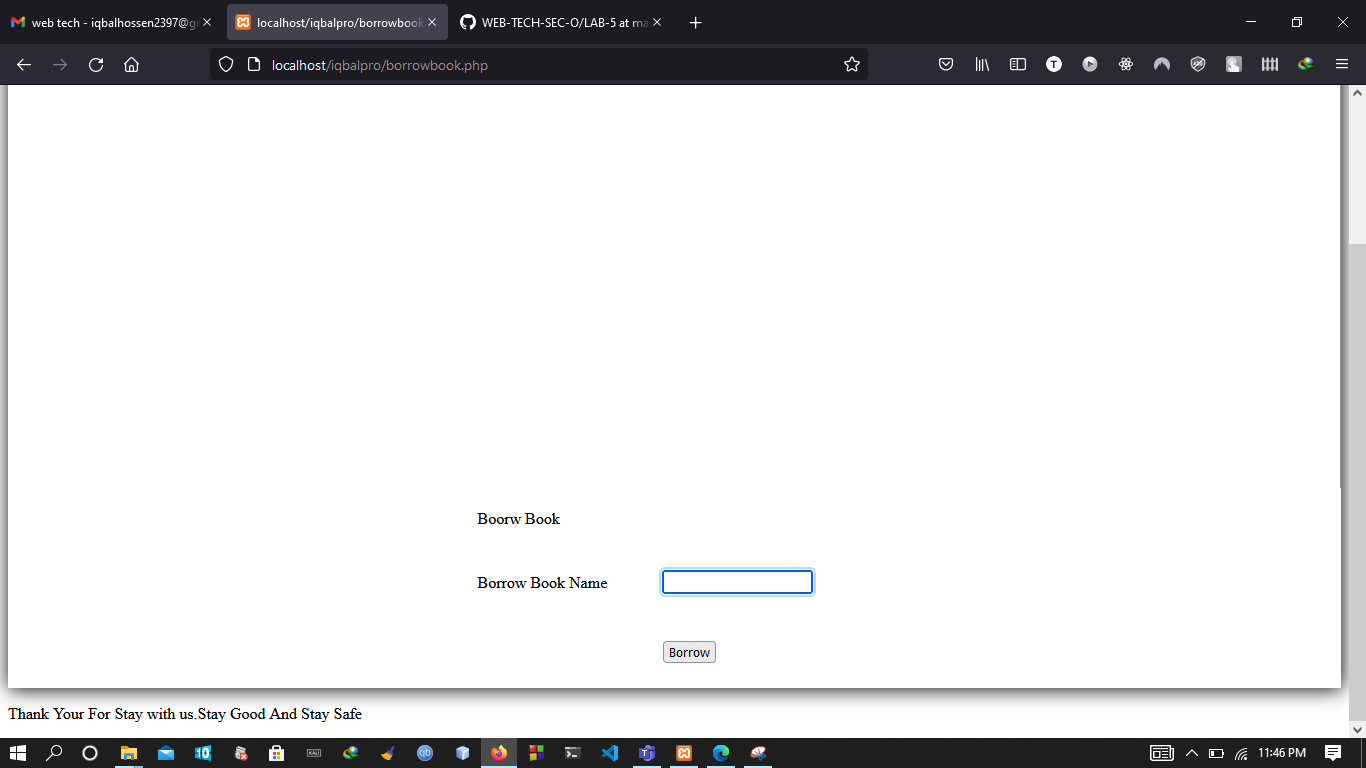 web tech - iqbalhossen2397@g
localhost/iqbalpro/borrowbook
WEB-TECH-SEC-O/LAB-5 at ma
localhost/iqbalpro/borrowbook.php
Boorw Book
Borrow Book Name
Borrow
Thank Your For Stay with us.Stay Good And Stay Safe
11:46 PM